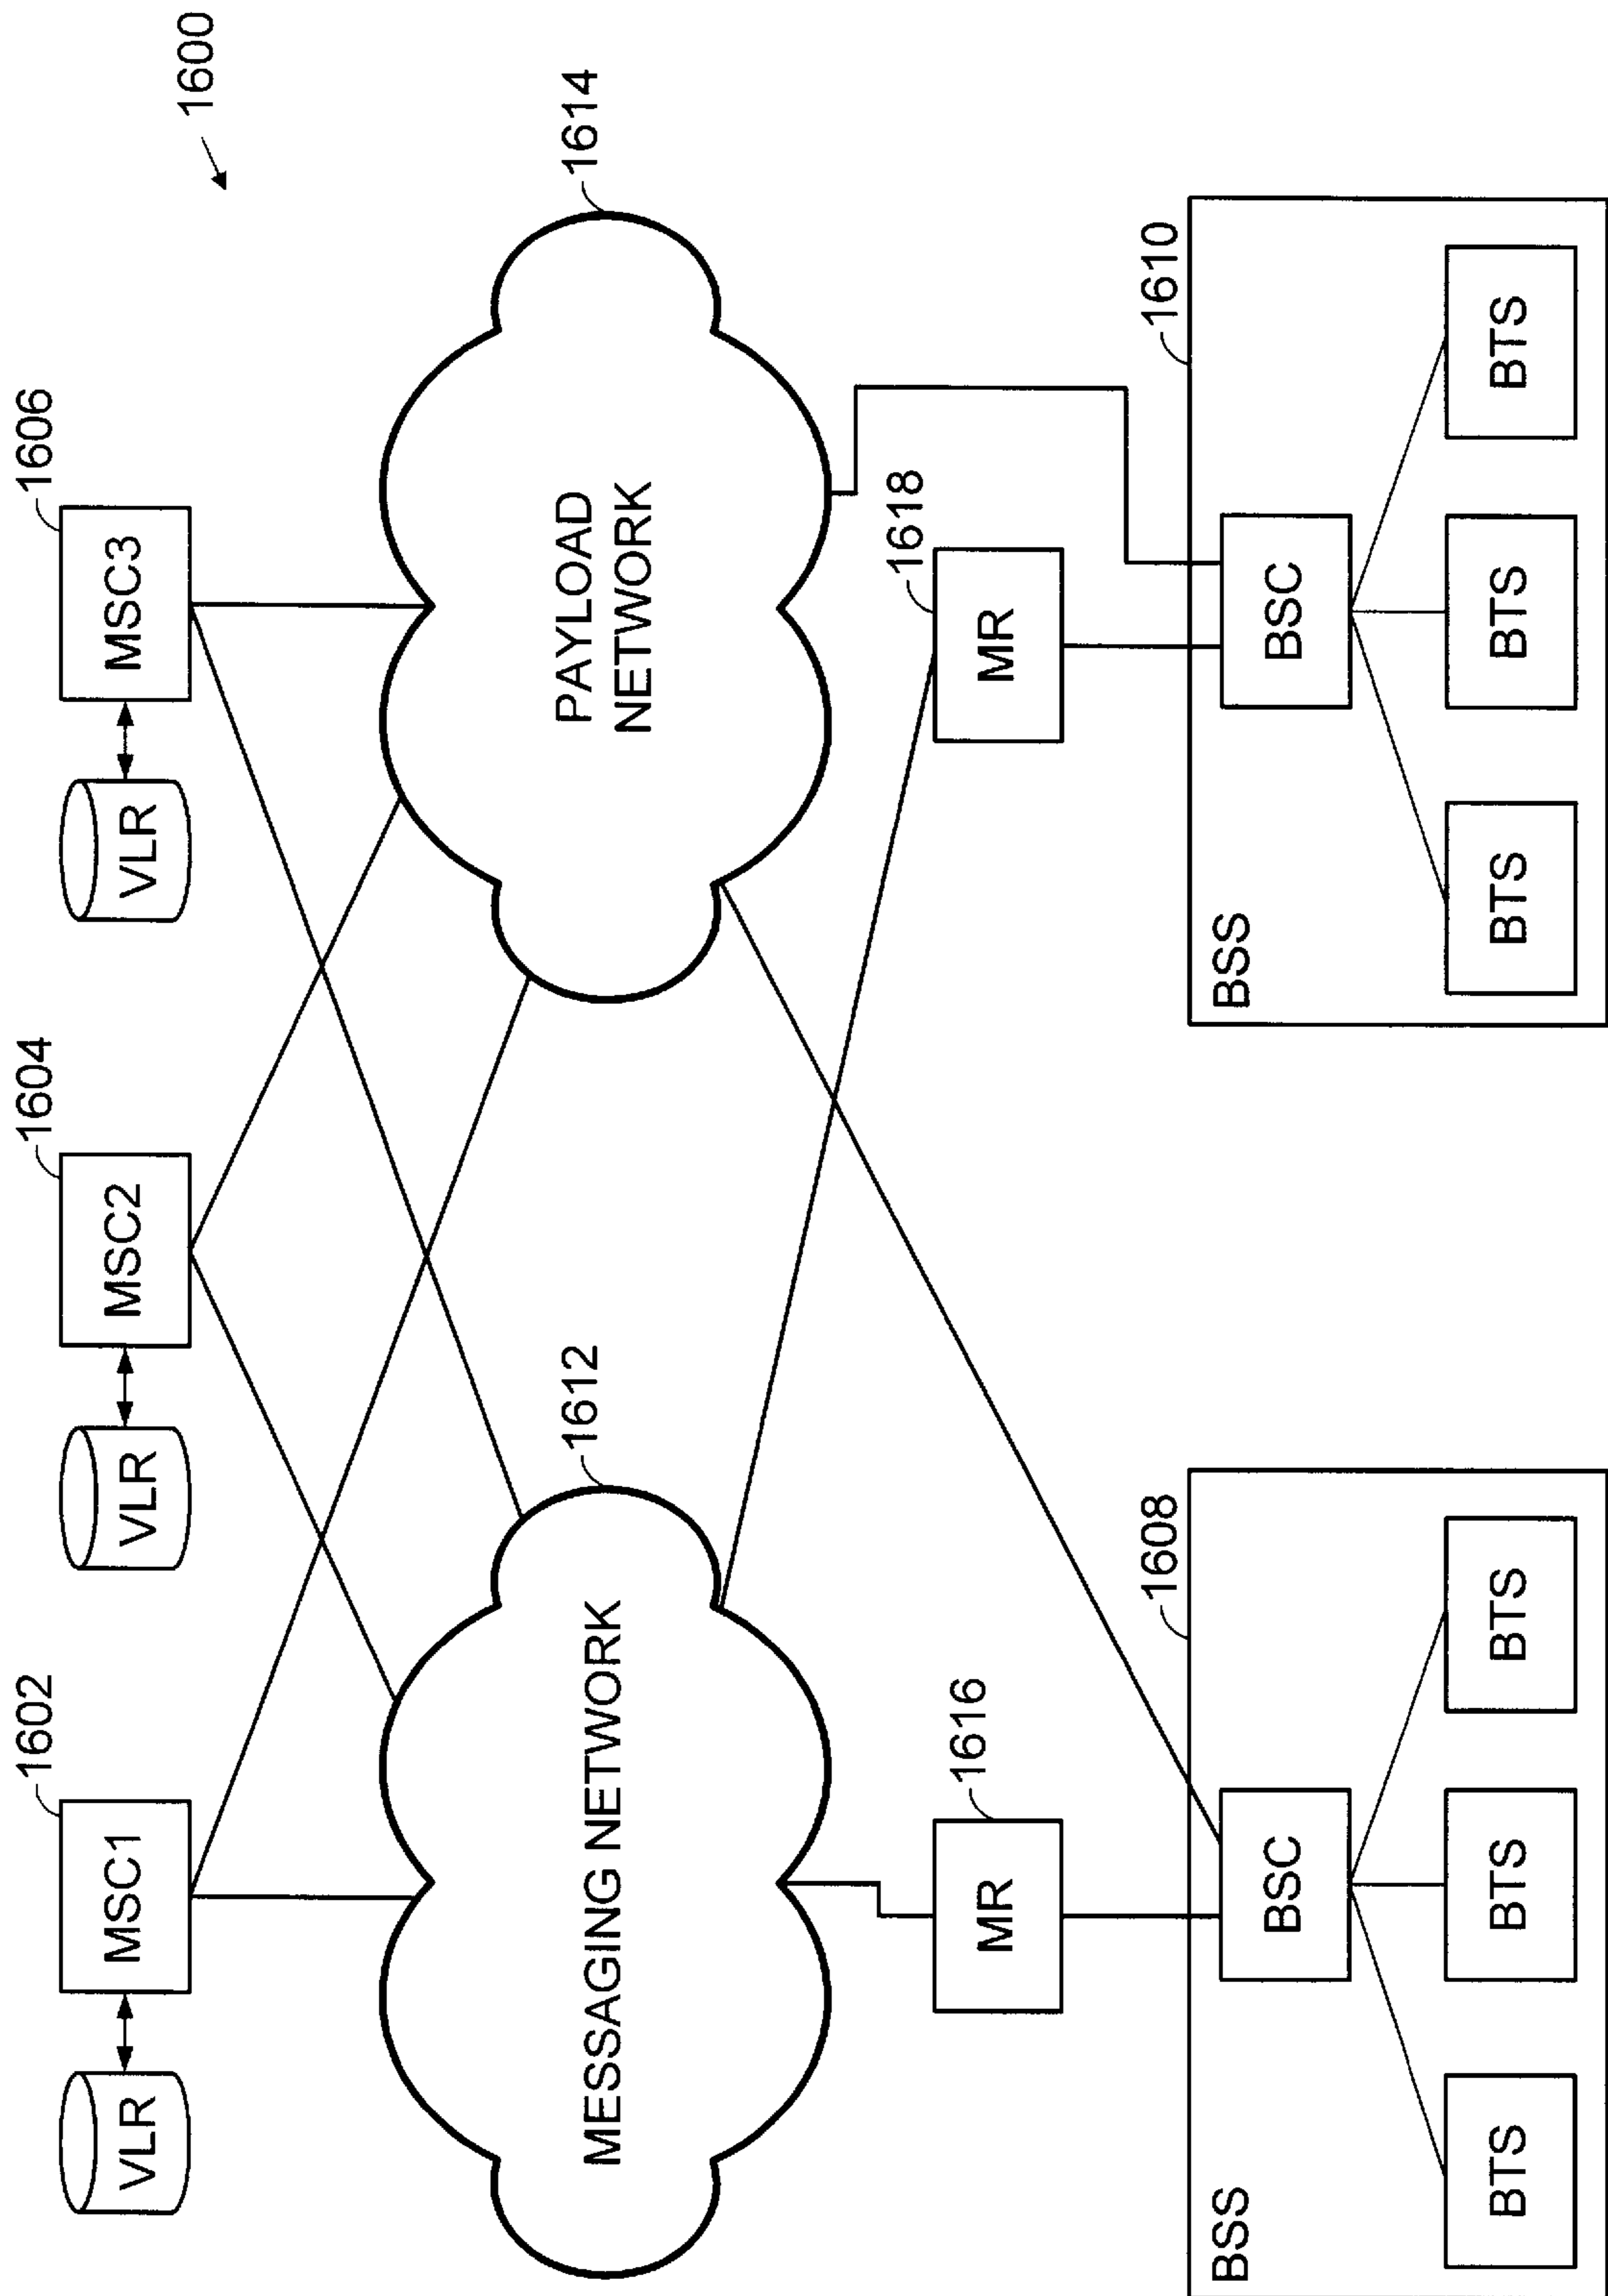 1600
1602
1604
1606
VLR
MSC1
VLR
MSC2
VLR
MSC3
1612
1614
MESSAGING NETWORK
PAYLOAD
NETWORK
1616
1618
MR
MR
1608
1610
BSS
BSC
BSS
BSC
BTS
BTS
BTS
BTS
BTS
BTS